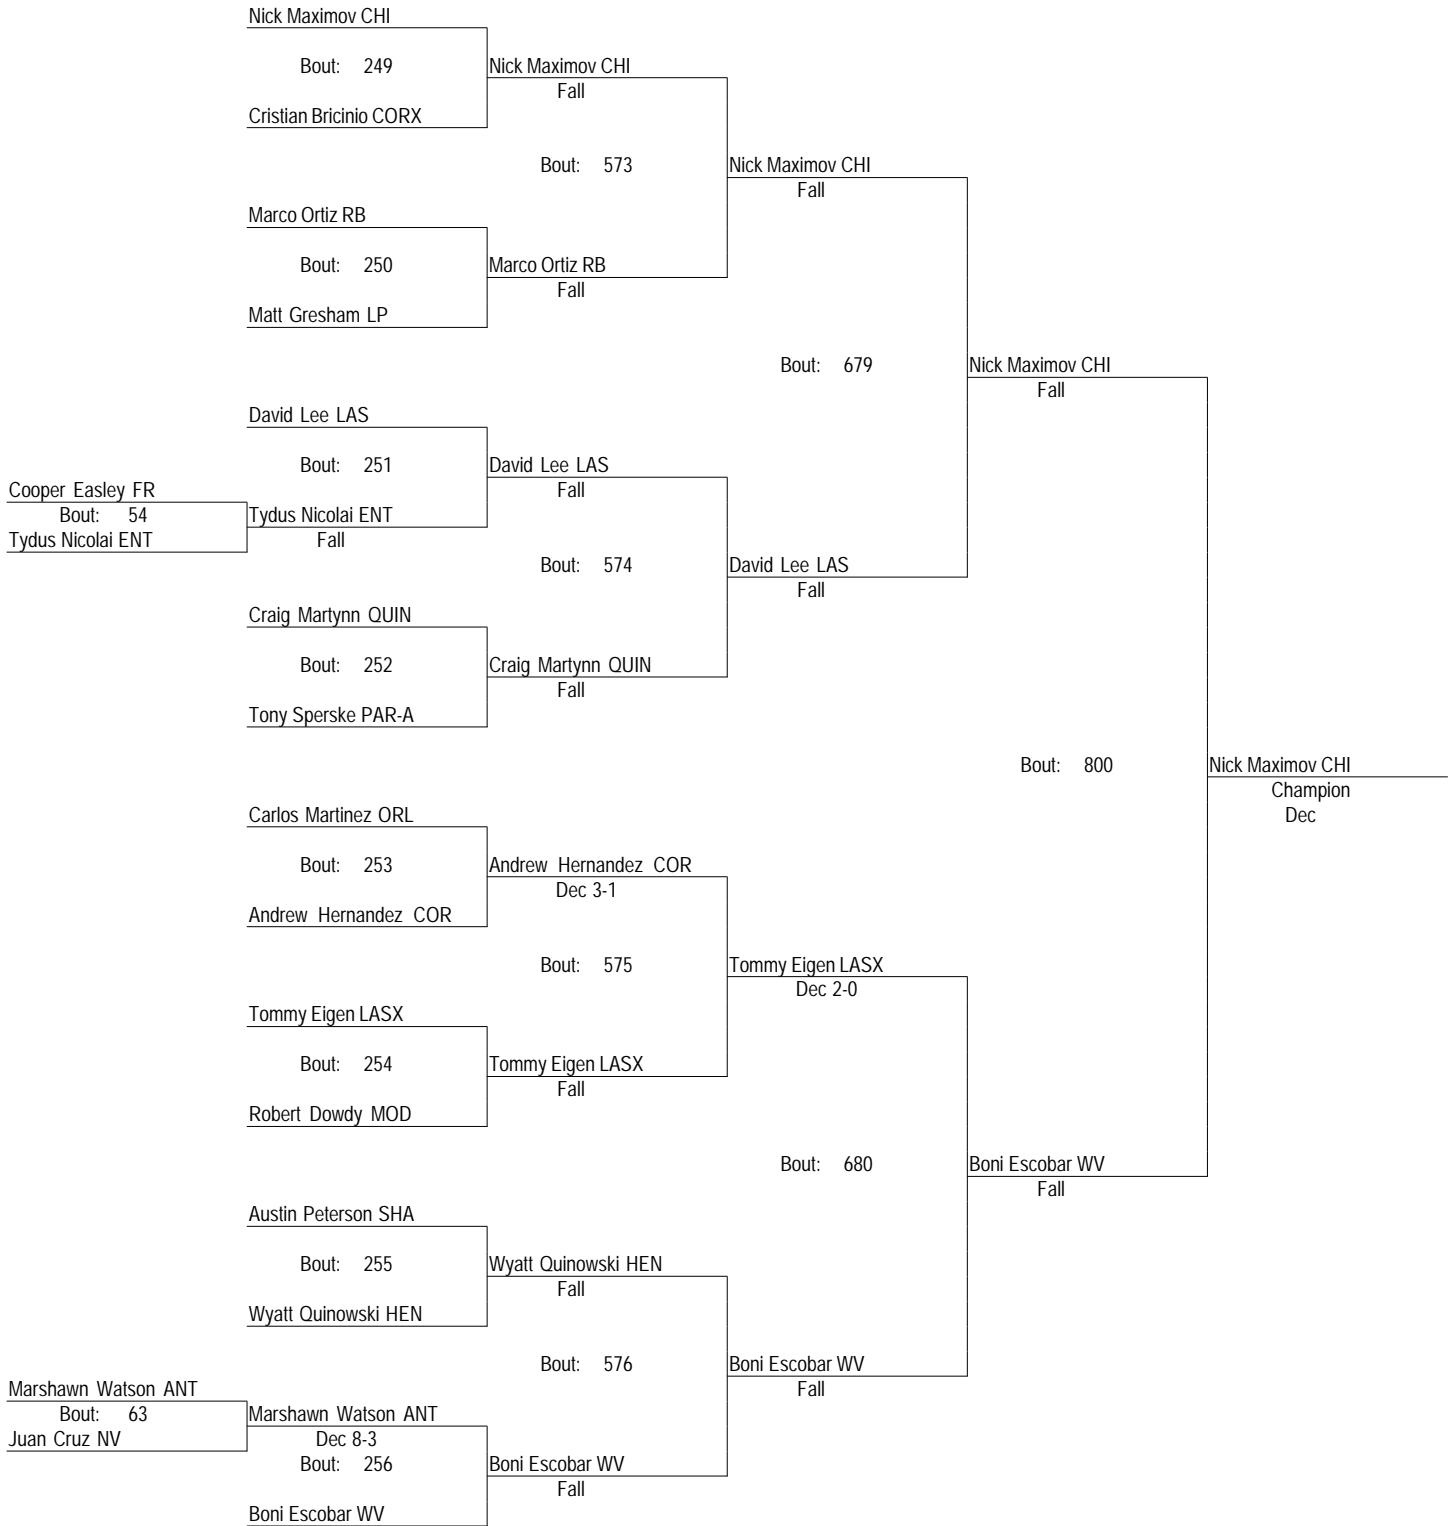 Nick Maximov CHI
Bout: 249
Nick Maximov CHI
Fall
Cristian Bricinio CORX
Bout: 573
Nick Maximov CHI
Fall
Marco Ortiz RB
Bout: 250
Marco Ortiz RB
Fall
Matt Gresham LP
Bout: 679
Nick Maximov CHI
Fall
David Lee LAS
Bout: 251
David Lee LAS
Fall
Cooper Easley FR
Bout: 54
Tydus Nicolai ENT
Tydus Nicolai ENT
Fall
Bout: 574
David Lee LAS
Fall
Craig Martynn QUIN
Bout: 252
Craig Martynn QUIN
Fall
Tony Sperske PAR-A
Bout: 800
Nick Maximov CHI
Champion
Dec
Carlos Martinez ORL
Bout: 253
Andrew Hernandez COR
Dec 3-1
Andrew Hernandez COR
Bout: 575
Tommy Eigen LASX
Dec 2-0
Tommy Eigen LASX
Bout: 254
Tommy Eigen LASX
Fall
Robert Dowdy MOD
Bout: 680
Boni Escobar WV
Fall
Austin Peterson SHA
Bout: 255
Wyatt Quinowski HEN
Fall
Wyatt Quinowski HEN
Bout: 576
Boni Escobar WV
Fall
Marshawn Watson ANT
Bout: 63
Juan Cruz NV
Marshawn Watson ANT
Dec 8-3
Bout: 256
Boni Escobar WV
Fall
Boni Escobar WV